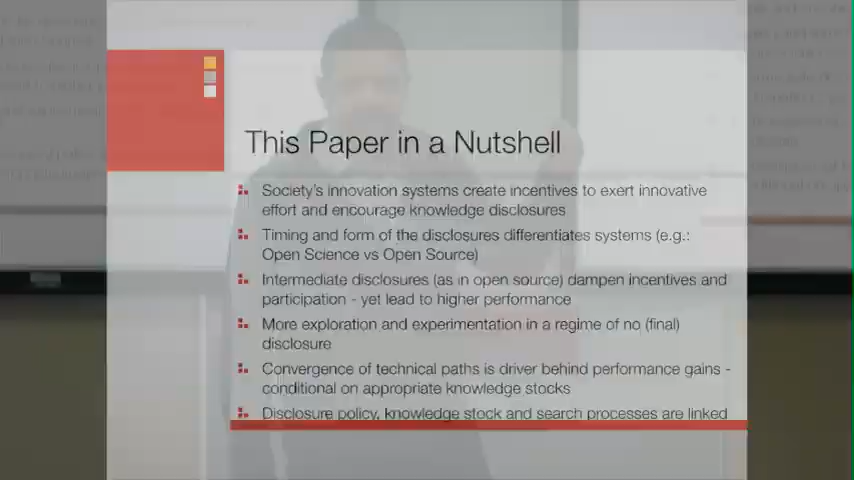 This Paper in a Nutshell
Society's innovation systems create incentives to exert innovative
effort and encourage knowledge disclosures
Timing and form of the disclosures differentiates systems (e.g.:
Open Science vs Open Source)
Intermediate disclosures (as in open source) dampen incentives and
participation - yet lead to higher performance
More exploration and experimentation in a regime of no (final)
disclosure
Convergence of technical paths is driver behind performance gains -
conditional on appropriate knowledge stocks
Disclosure policy, knowledge stock and search processes are linked